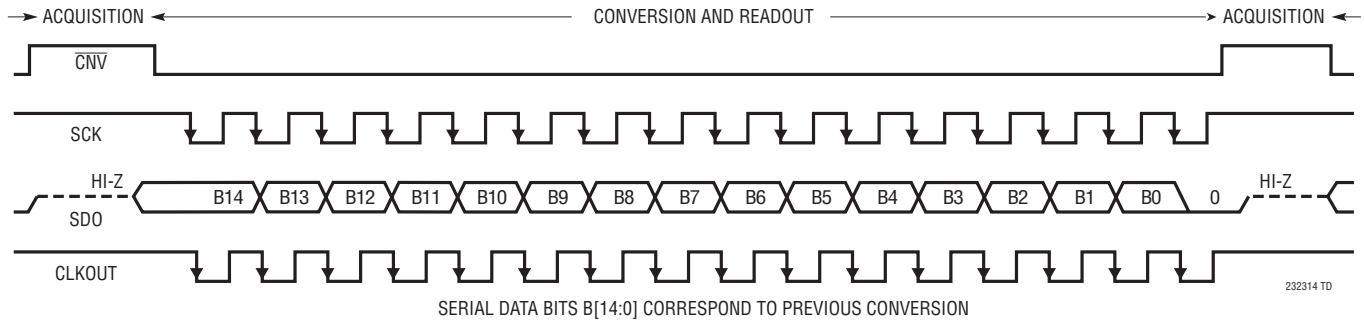 ACQUISITION CONVERSION AND READOUT ACQUISITION
CNV
SCK
HI-Z B14 B13 B12 B11 B10 B9 B8 B7 B6 B5 B4 B3 B2 B1 B0 0 HI-Z
SDO
CLKOUT
232314 TD
SERIAL DATA BITS B[14:0] CORRESPOND TO PREVIOUS CONVERSION